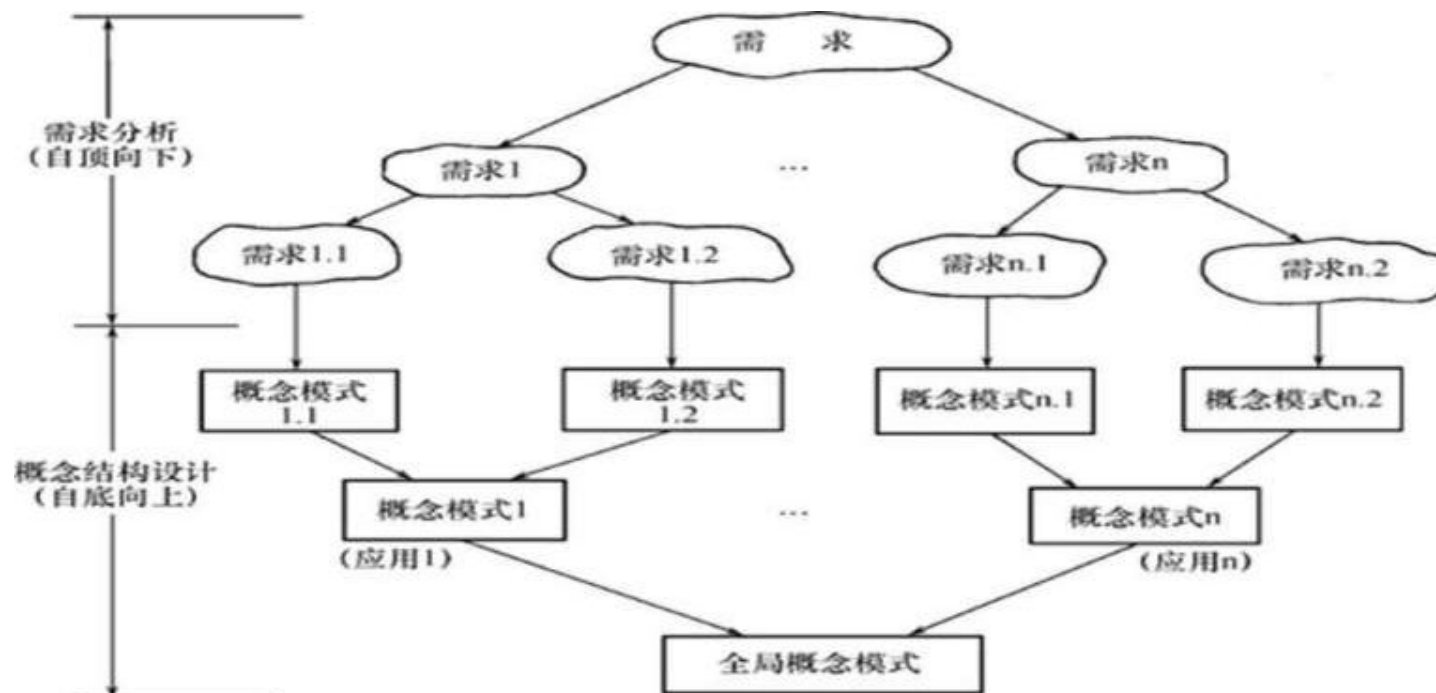 需 求
需求分析
(自顶向下)
需求1
...
需求n
需求1.1
需求1.2
需求n.1
需求n.2
概念模式
1.1
概念模式
1.2
概念模式n.1
概念模式n.2
概念结构设计
(自底向上)
概念模式1
...
概念模式n
(应用1)
(应用n)
全局概念模式